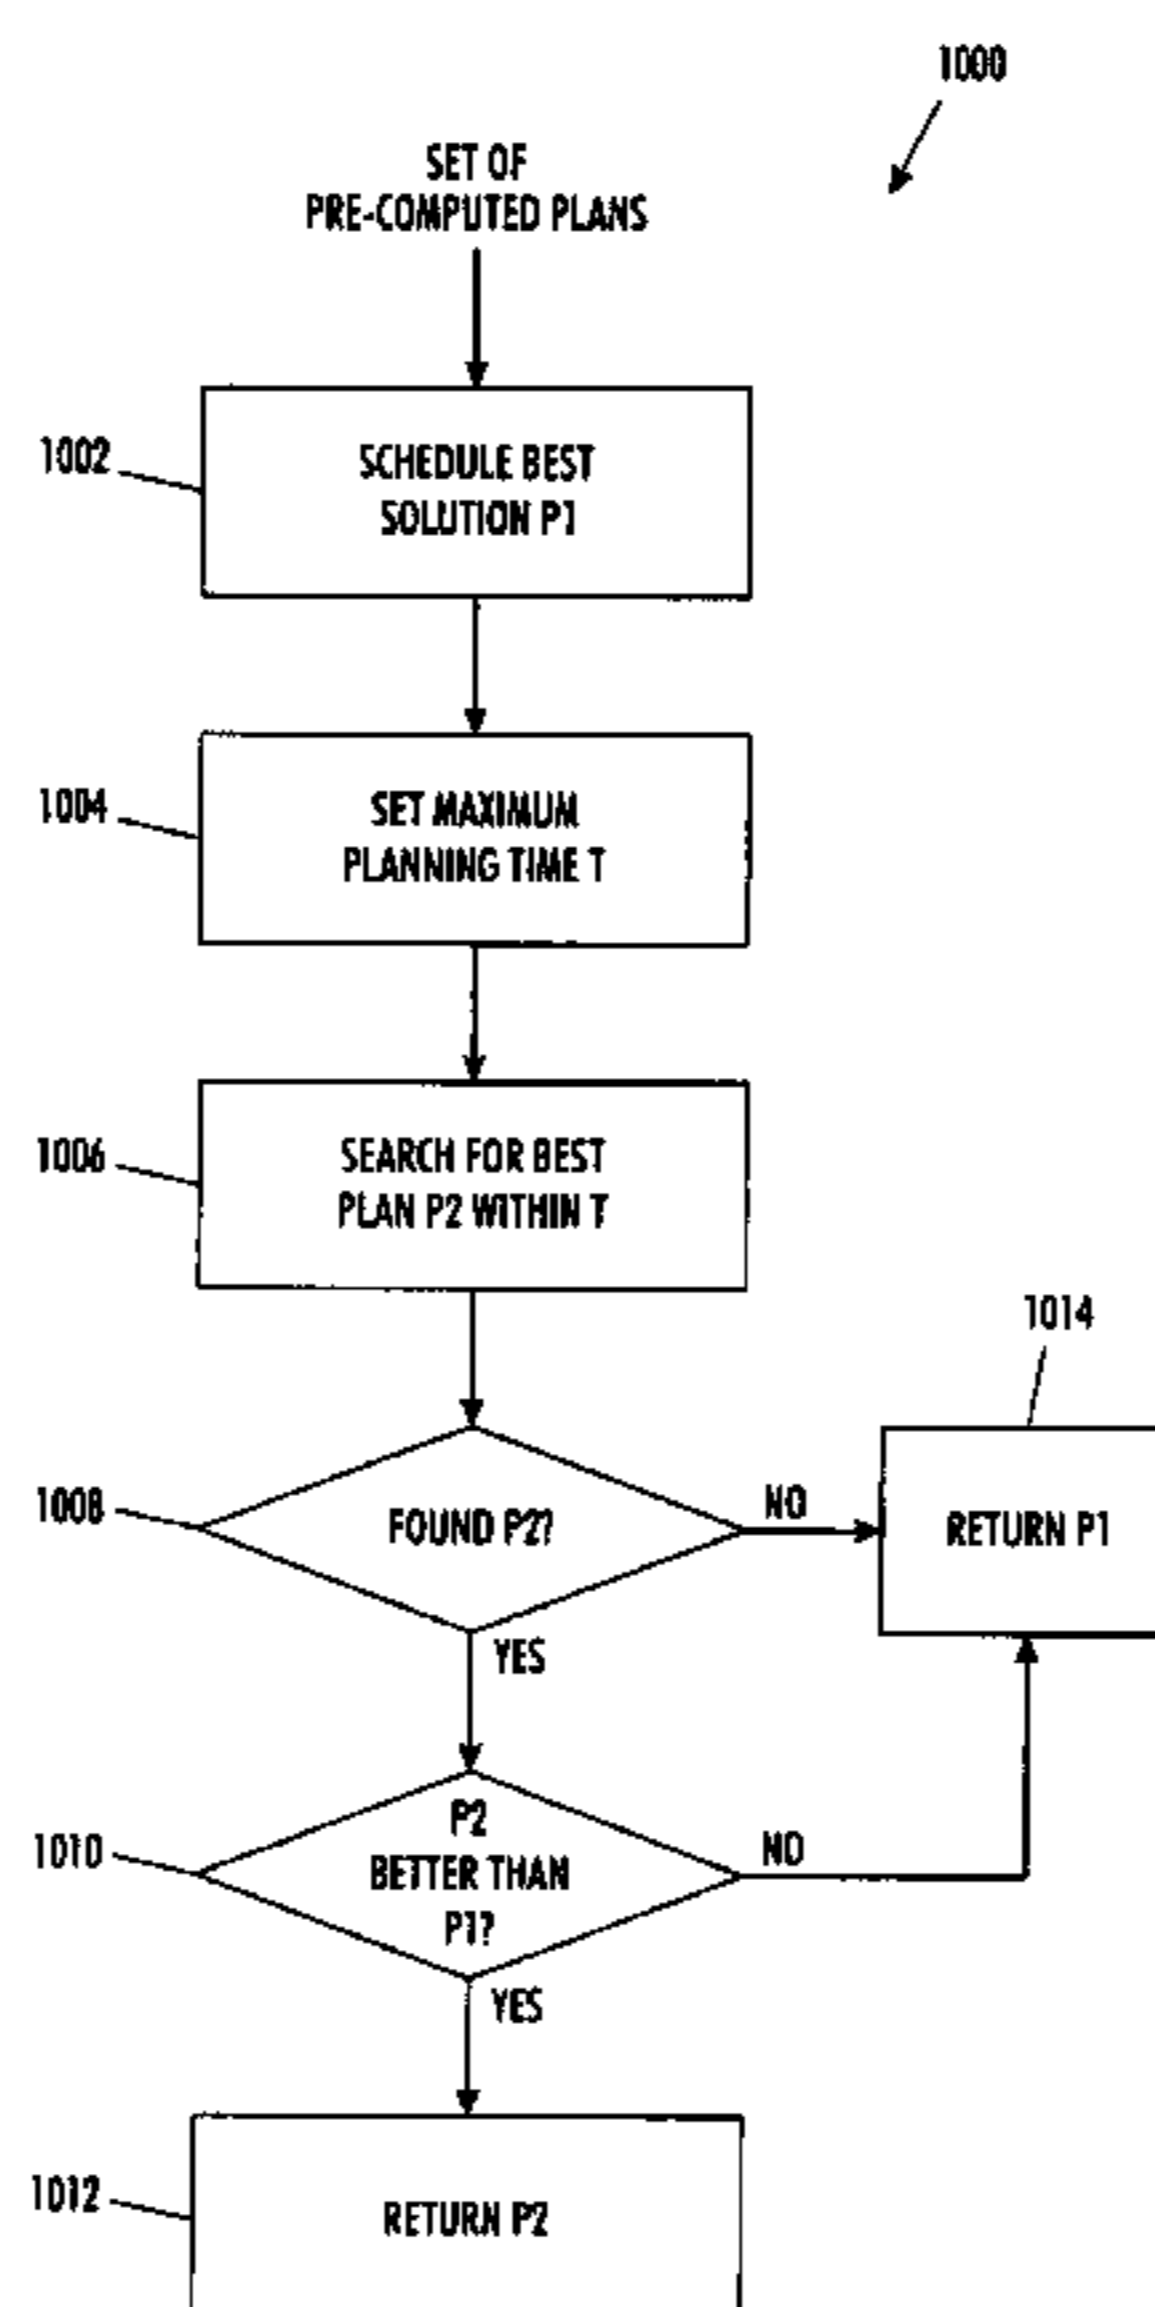 1000
SET OF
PRE-COMPUTED PLANS
1002
SCHEDULE BEST
SOLUTION P1
1004
SET MAXIMUM
PLANNING TIME T
1006
SEARCH FOR BEST
PLAN P2 WITHIN T
1014
1008
FOUND P2?
NO
RETURN P1
YES
1010
P2
BETTER THAN
P1?
NO
YES
1012
RETURN P2